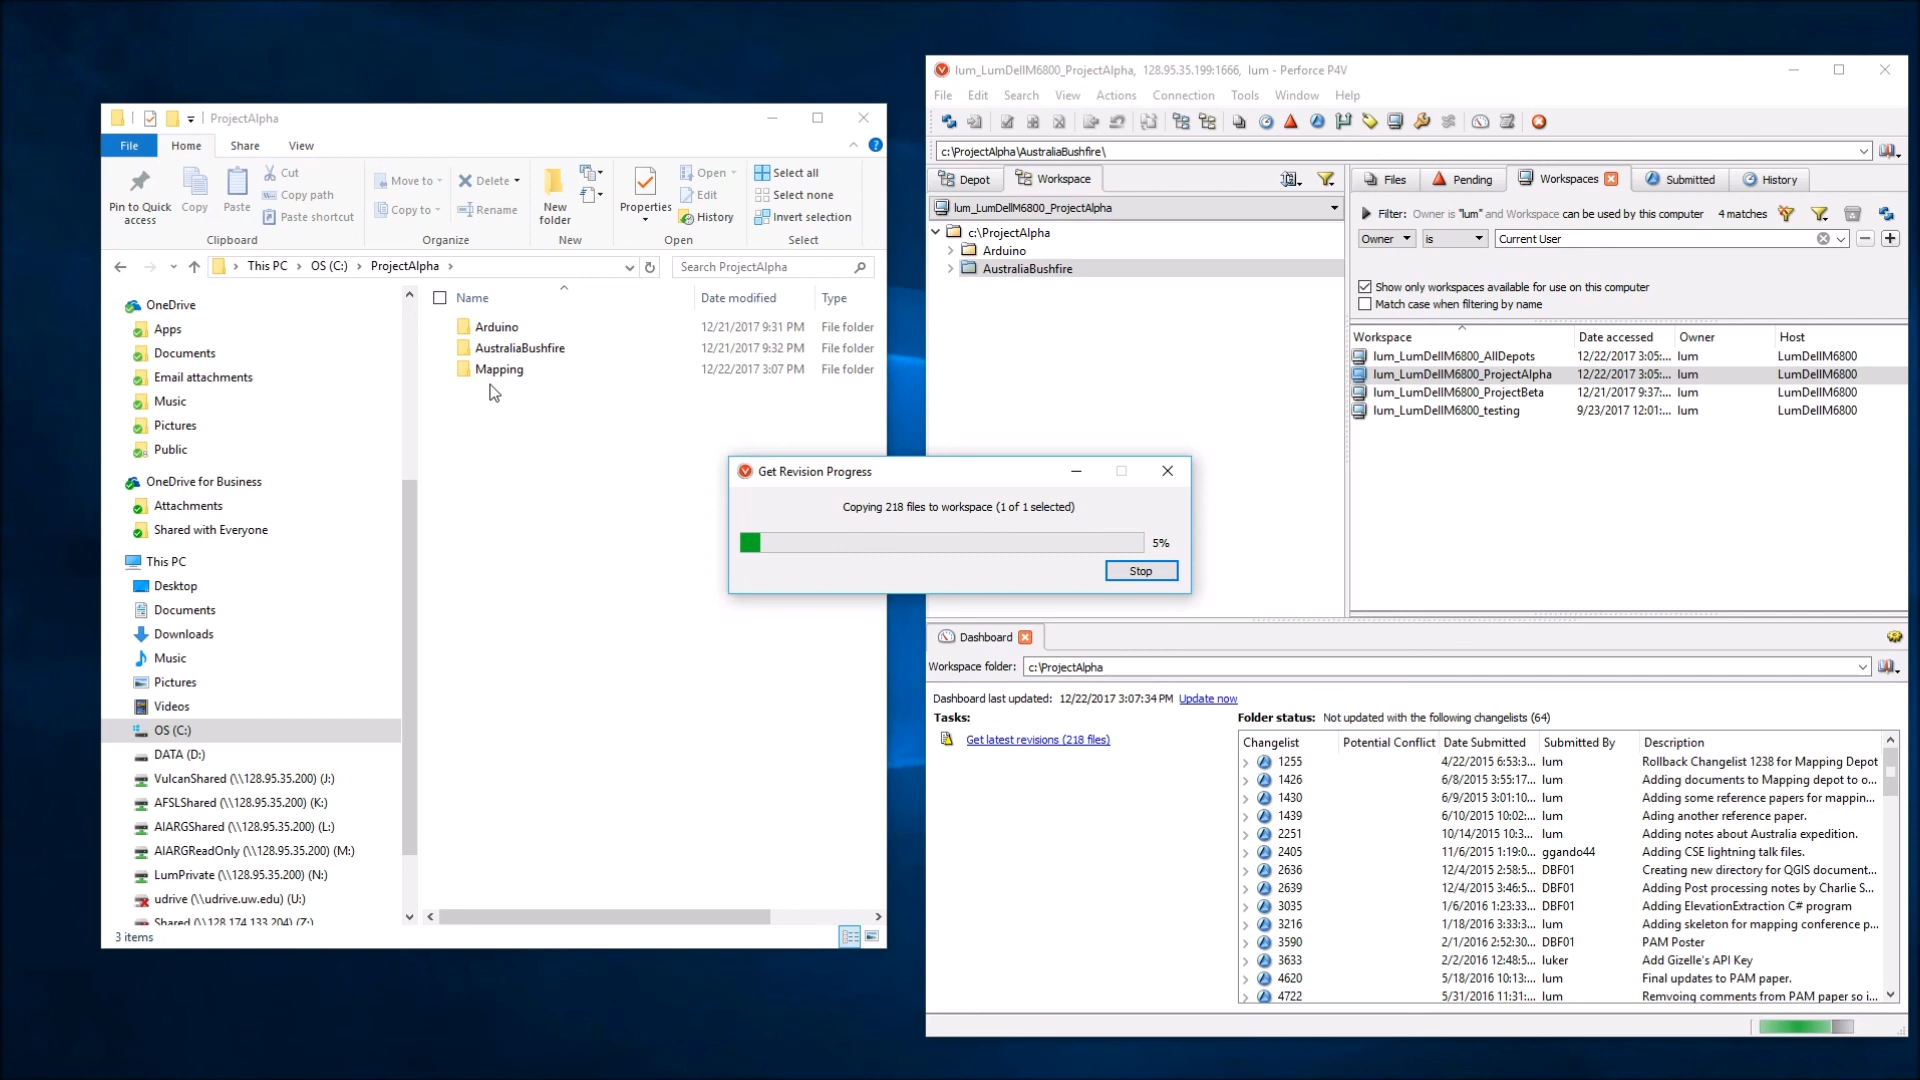 ProjectAlpha
File
Home
Share
View
Pin to Quick access
Copy
Paste
Cut
Copy path
Paste shortcut
Clipboard
Move to
Copy to
Delete
Rename
Organize
New folder
New
Properties
Open
Edit
History
Open
Select all
Select none
Invert selection
Select
This PC > OS (C:) > ProjectAlpha >
Search ProjectAlpha
OneDrive
Apps
Documents
Email attachments
Music
Pictures
Public
OneDrive for Business
Attachments
Shared with Everyone
This PC
Desktop
Documents
Downloads
Music
Pictures
Videos
OS (C:)
DATA (D:)
VulcanShared (\\128.95.35.200) (J:)
AFSLShared (\\128.95.35.200) (K:)
AIARGShared (\\128.95.35.200) (L:)
AIARGReadOnly (\\128.95.35.200) (M:)
LumPrivate (\\128.95.35.200) (N:)
udrive (\\udrive.uw.edu) (U:)
Shared (\\128.174.133.204) (Z:)
Name Date modified Type
Arduino 12/21/2017 9:31 PM File folder
AustraliaBushfire 12/21/2017 9:32 PM File folder
Mapping 12/22/2017 3:07 PM File folder
3 items
lum_LumDellM6800_ProjectAlpha, 128.95.35.199:1666, lum - Perforce P4V
File Edit Search View Actions Connection Tools Window Help
c:\ProjectAlpha\AustraliaBushfire\
Depot
Workspace
lum_LumDellM6800_ProjectAlpha
c:\ProjectAlpha
Arduino
AustraliaBushfire
Files
Pending
Workspaces
Submitted
History
Filter: Owner is "lum" and Workspace can be used by this computer 4 matches
Owner is Current User
Show only workspaces available for use on this computer
Match case when filtering by name
Workspace Date accessed Owner Host
lum_LumDellM6800_AllDepots 12/22/2017 3:05:... lum LumDellM6800
lum_LumDellM6800_ProjectAlpha 12/22/2017 3:05:... lum LumDellM6800
lum_LumDellM6800_ProjectBeta 12/21/2017 9:37:... lum LumDellM6800
lum_LumDellM6800_testing 9/23/2017 12:01:... lum LumDellM6800
Get Revision Progress
Copying 218 files to workspace (1 of 1 selected)
5%
Stop
Dashboard
Workspace folder: c:\ProjectAlpha
Dashboard last updated: 12/22/2017 3:07:34 PM Update now
Tasks:
Get latest revisions (218 files)
Folder status: Not updated with the following changelists (64)
Changelist Potential Conflict Date Submitted Submitted By Description
1255 4/22/2015 6:53:3... lum Rollback Changelist 1238 for Mapping Depot
1426 6/8/2015 3:55:17... lum Adding documents to Mapping depot to o...
1430 6/9/2015 3:01:10... lum Adding some reference papers for mappin...
1439 6/10/2015 10:02:... lum Ading another reference paper.
2251 10/14/2015 10:3... lum Adding notes about Australia expedition.
2405 11/6/2015 1:19:0... ggando44 Adding CSE lightning talk files.
2636 12/4/2015 2:58:5... DBF01 Creating new directory for QGIS document...
2639 12/4/2015 3:46:5... DBF01 Adding Post processing notes by Charlie S...
3035 1/6/2016 1:23:33... DBF01 Adding ElevationExtraction C# program
3216 1/18/2016 3:33:3... lum Adding skeleton for mapping conference p...
3590 2/1/2016 2:52:30... DBF01 PAM Poster
3633 2/2/2016 12:48:5... luker Add Gizelle's API Key
4620 5/18/2016 10:13:... lum Final updates to PAM paper.
4722 5/31/2016 11:31:... lum Remvoing comments from PAM paper so i...